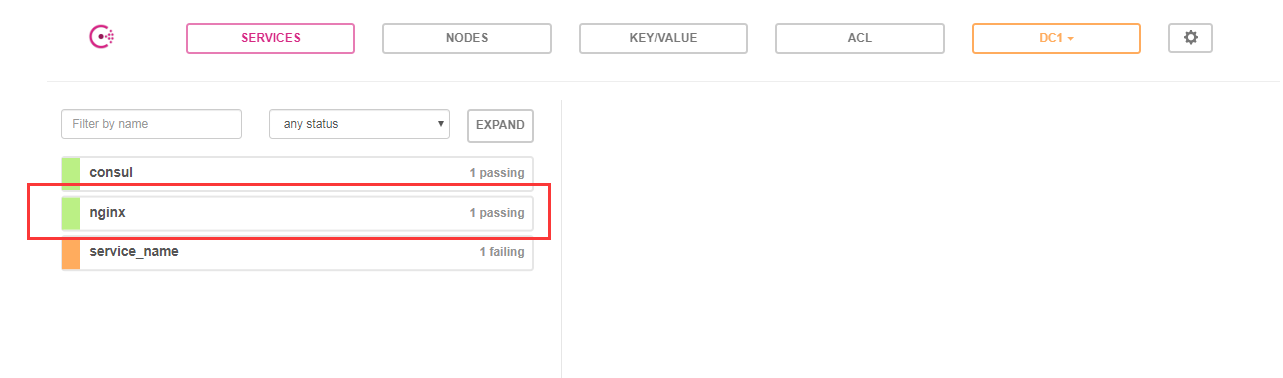 SERVICES NODES KEY/VALUE ACL DC1
Filter by name any status EXPAND
consul 1 passing
nginx 1 passing
service_name 1 failing